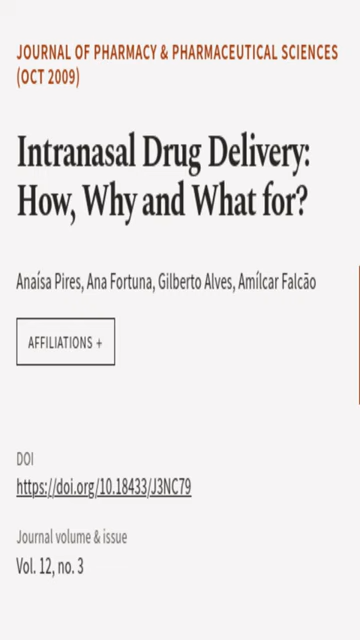 JOURNAL OF PHARMACY & PHARMACEUTICAL SCIENCES
(OCT 2009)
Intranasal Drug Delivery:
How, Why and What for?
Anaísa Pires, Ana Fortuna, Gilberto Alves, Amílcar Falcão
AFFILIATIONS +
DOI
https://doi.org/10.18433/J3NC79
Journal volume & issue
Vol. 12, no. 3